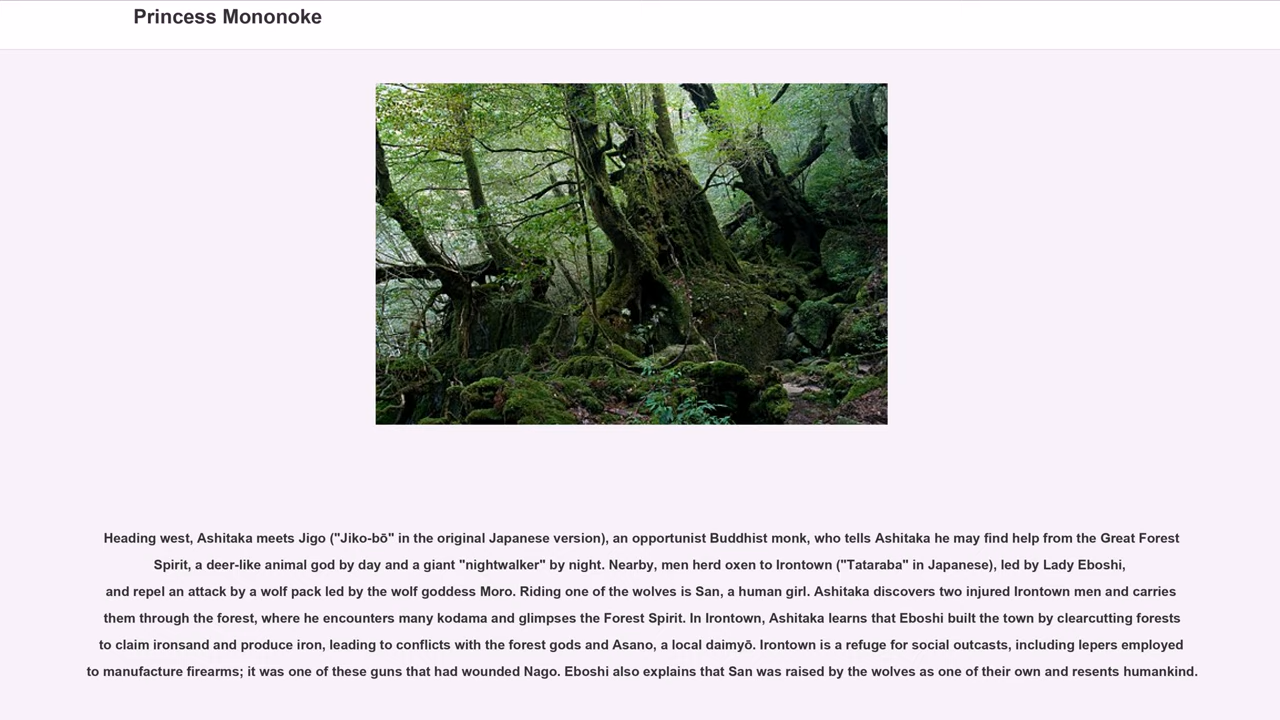 Princess Mononoke
Heading west, Ashitaka meets Jigo ("Jiko-bō" in the original Japanese version), an opportunist Buddhist monk, who tells Ashitaka he may find help from the Great Forest
Spirit, a deer-like animal god by day and a giant "nightwalker" by night. Nearby, men herd oxen to Irontown ("Tataraba" in Japanese), led by Lady Eboshi,
and repel an attack by a wolf pack led by the wolf goddess Moro. Riding one of the wolves is San, a human girl. Ashitaka discovers two injured Irontown men and carries
them through the forest, where he encounters many kodama and glimpses the Forest Spirit. In Irontown, Ashitaka learns that Eboshi built the town by clearcutting forests
to claim ironsand and produce iron, leading to conflicts with the forest gods and Asano, a local daimyō. Irontown is a refuge for social outcasts, including lepers employed
to manufacture firearms; it was one of these guns that had wounded Nago. Eboshi also explains that San was raised by the wolves as one of their own and resents humankind.